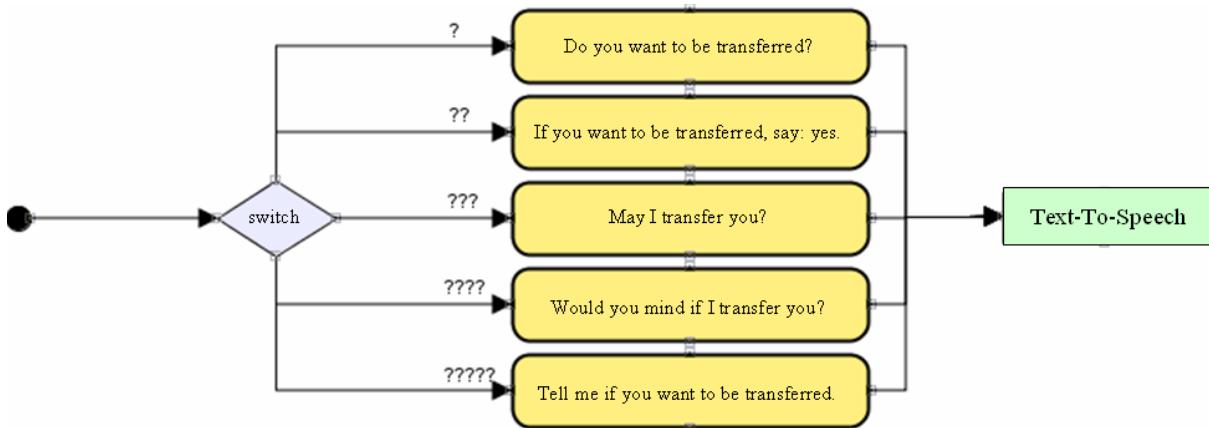 ?
Do you want to be transferred?
??
If you want to be transferred, say: yes.
switch
???
May I transfer you?
Text-To-Speech
????
Would you mind if I transfer you?
?????
Tell me if you want to be transferred.